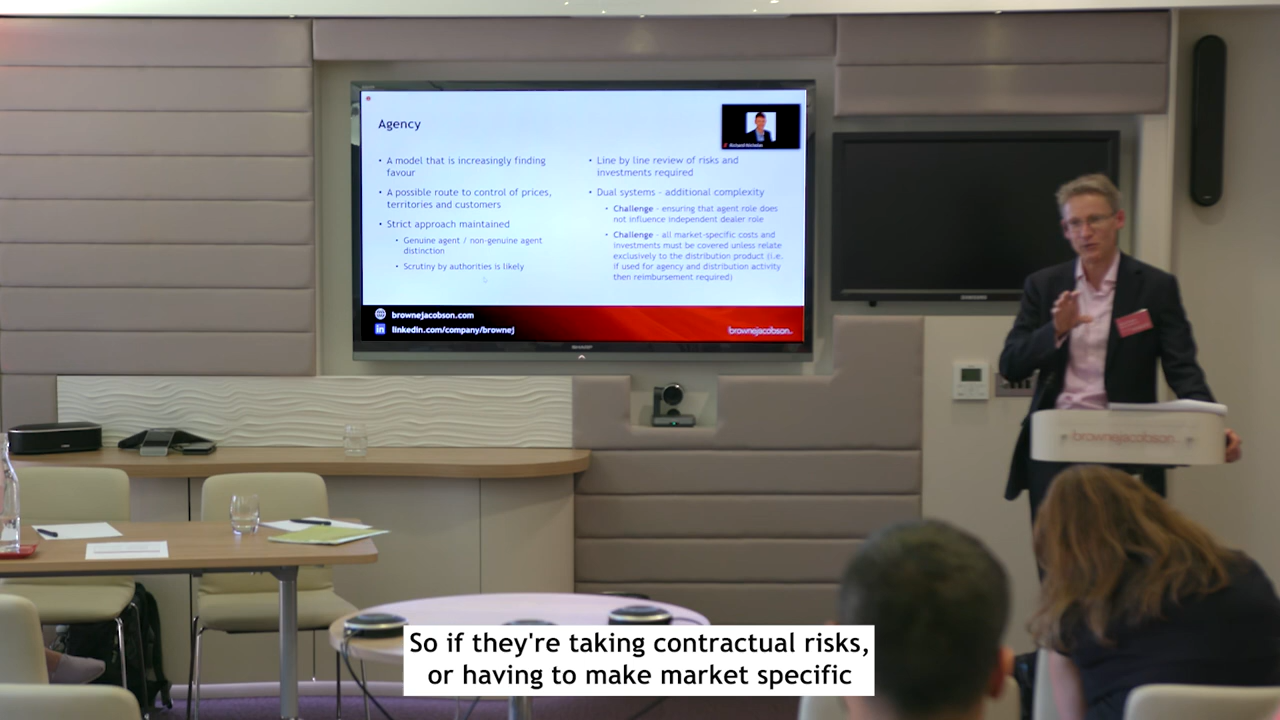 Agency
Richard Nicholas
• A model that is increasingly finding
favour
• A possible route to control of prices,
territories and customers
• Strict approach maintained
• Genuine agent / non-genuine agent
distinction
• Scrutiny by authorities is likely
• Line by line review of risks and
investments required
• Dual systems - additional complexity
• Challenge - ensuring that agent role does
not influence independent dealer role
• Challenge - all market-specific costs and
investments must be covered unless relate
exclusively to the distribution product (i.e.
if used for agency and distribution activity
then reimbursement required)
brownejacobson.com
in linkedin.com/company/brownej
brownejacobson
SHARP
SAMSUNG
brownejacobson
So if they're taking contractual risks,
or having to make market specific